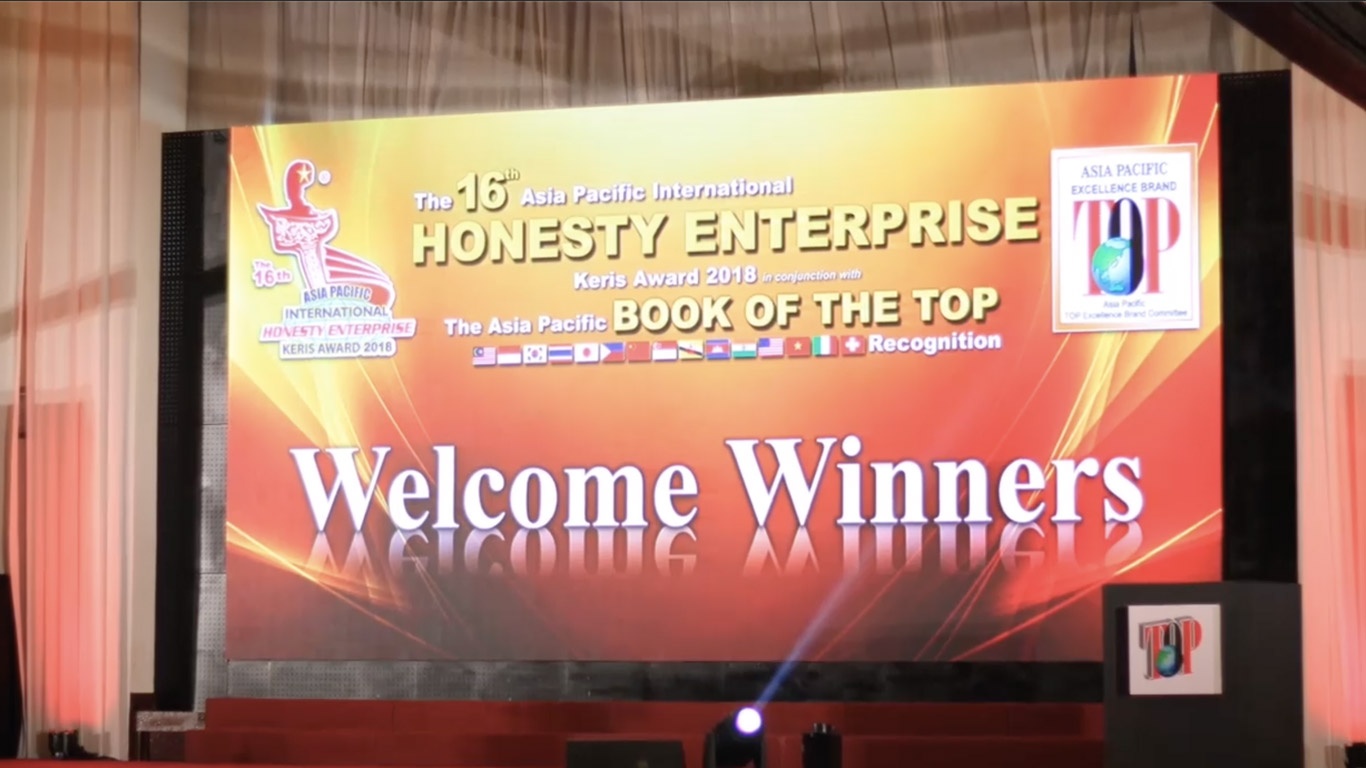 The 16th Asia Pacific International
HONESTY ENTERPRISE
Keris Award 2018 in conjunction with
The Asia Pacific BOOK OF THE TOP
Recognition
Welcome Winners
®
The 16th
ASIA PACIFIC
INTERNATIONAL
HONESTY ENTERPRISE
KERIS AWARD 2018
ASIA PACIFIC
EXCELLENCE BRAND
TOP
Asia Pacific
TOP Excellence Brand Committee
TOP